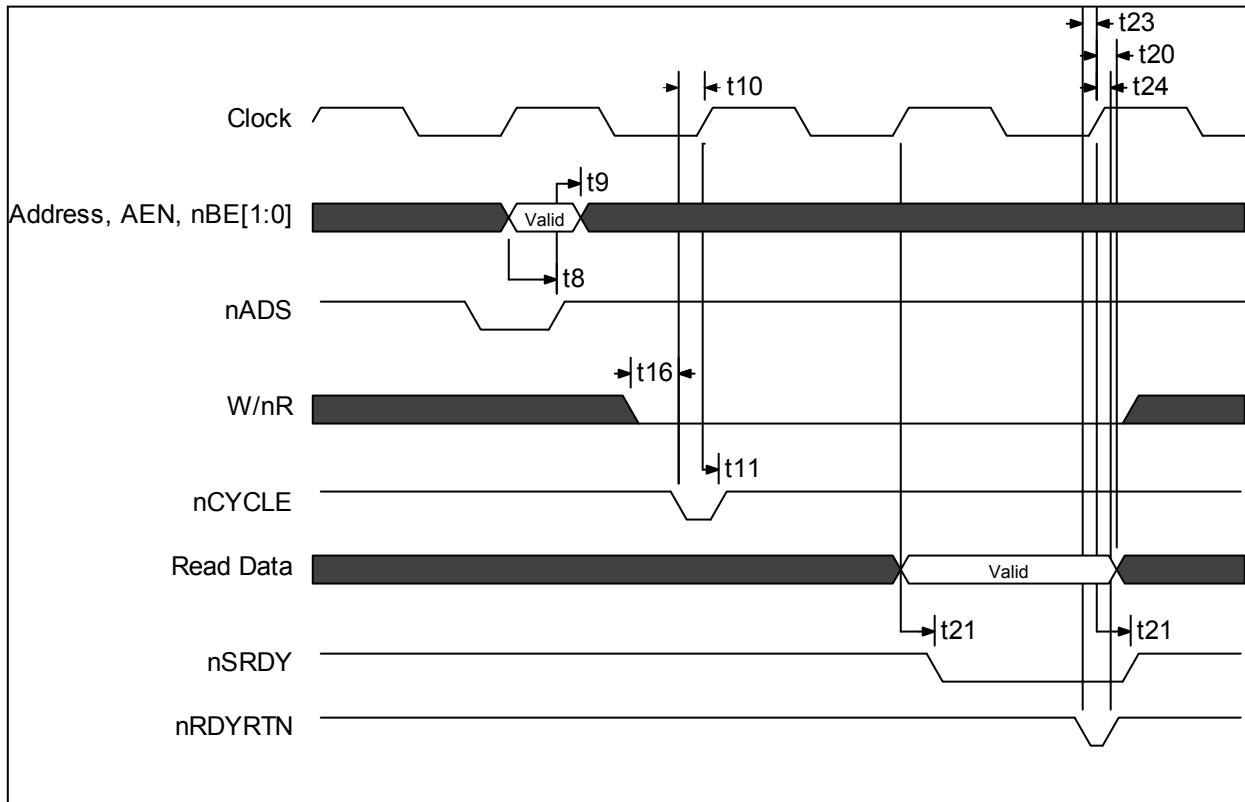 t23
t20
t10
t24
Clock
t9
Address, AEN, nBE[1:0]
Valid
t8
nADS
t16
W/nR
t11
nCYCLE
Read Data
Valid
t21
t21
nSRDY
nRDYRTN